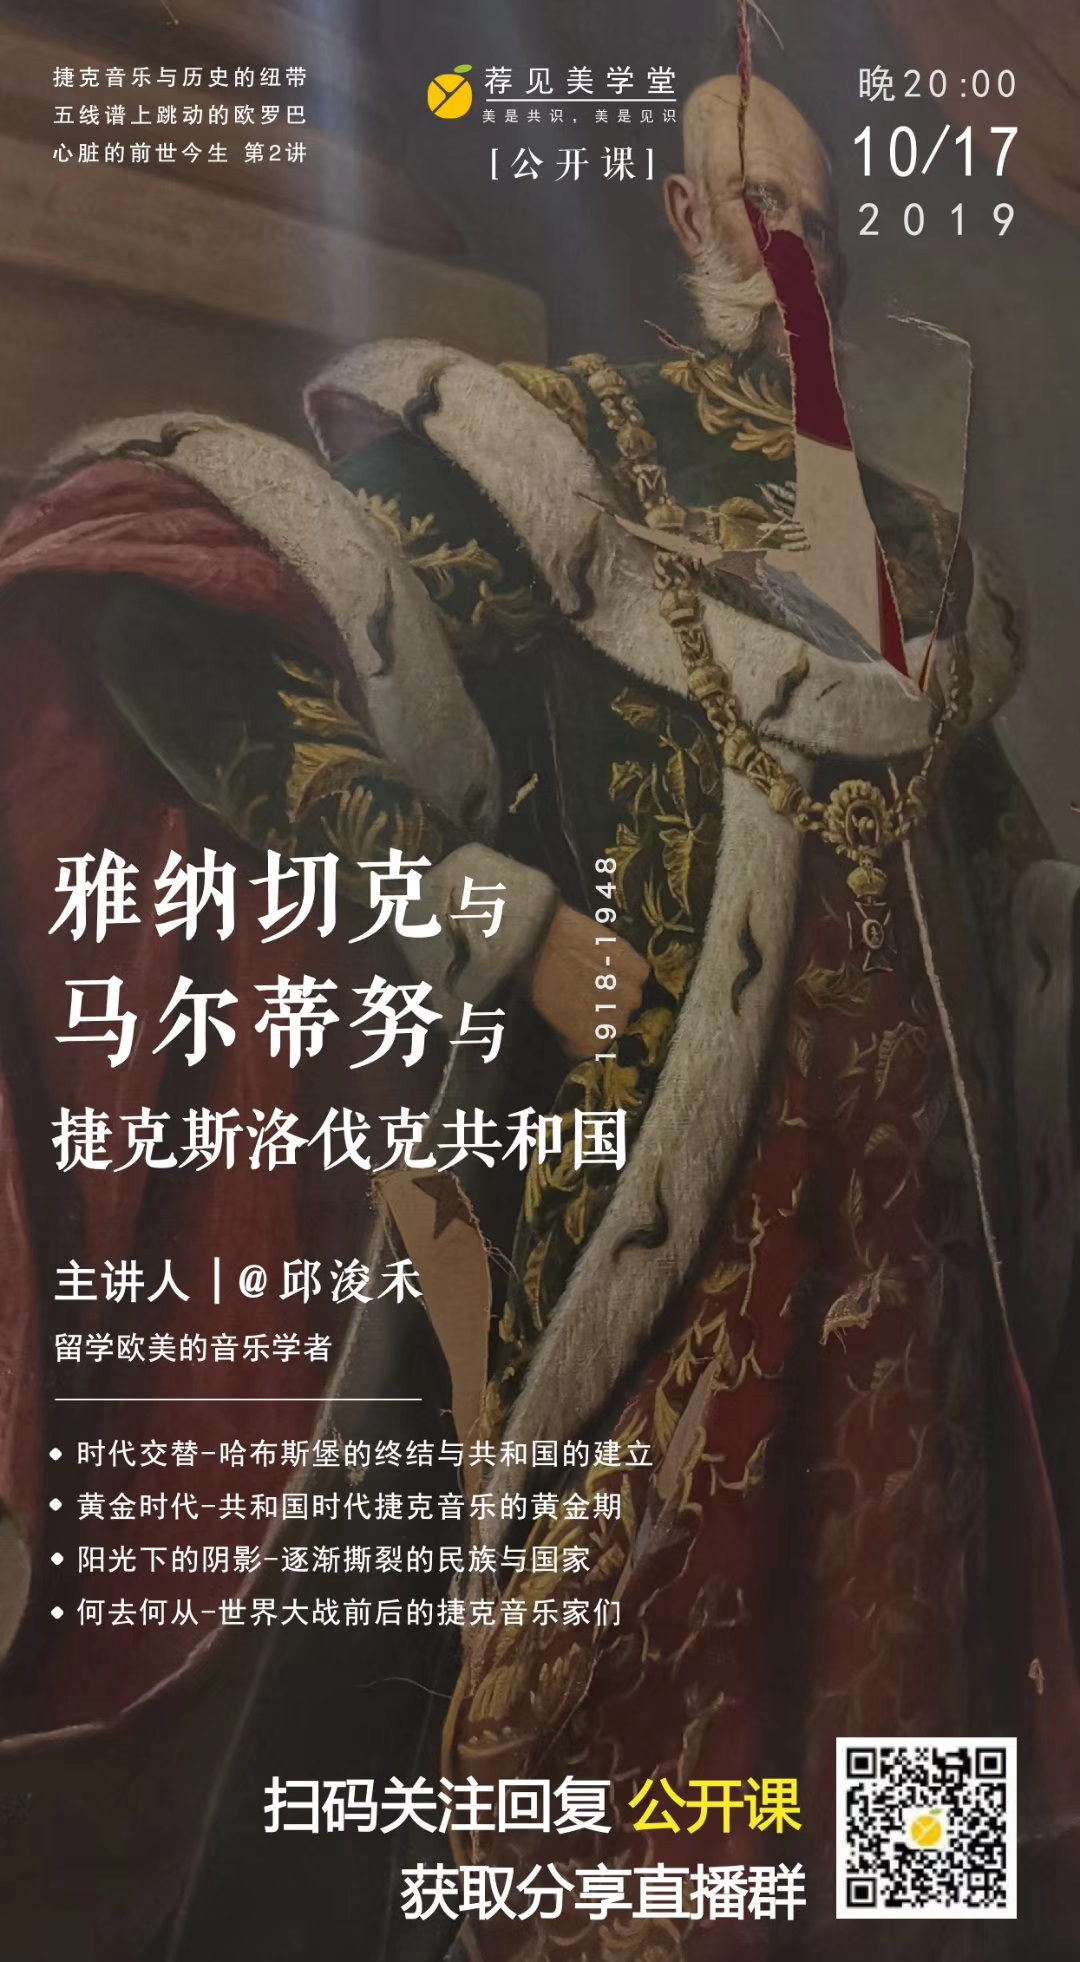 捷克音乐与历史的纽带
五线谱上跳动的欧罗巴
心脏的前世今生 第2讲
荐见美学堂
美是共识，美是见识
[公开课]
晚20:00
10/17
2019
雅纳切克与
马尔蒂努与
捷克斯洛伐克共和国
1918-1948
主讲人｜@邱浚禾
留学欧美的音乐学者
● 时代交替-哈布斯堡的终结与共和国的建立
● 黄金时代-共和国时代捷克音乐的黄金期
● 阳光下的阴影-逐渐撕裂的民族与国家
● 何去何从-世界大战前后的捷克音乐家们
扫码关注回复 公开课
获取分享直播群